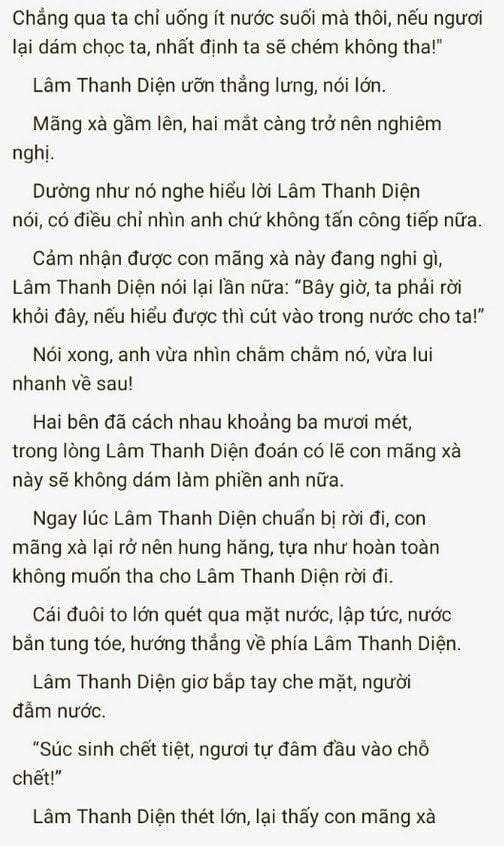 Chẳng qua ta chỉ uống ít nước suối mà thôi, nếu ngươi
lại dám chọc ta, nhất định ta sẽ chém không tha!"
Lâm Thanh Diện ưỡn thẳng lưng, nói lớn.
Mãng xà gầm lên, hai mắt càng trở nên nghiêm
nghị.
Dường như nó nghe hiểu lời Lâm Thanh Diện
nói, có điều chỉ nhìn anh chứ không tấn công tiếp nữa.
Cảm nhận được con mãng xà này đang nghi gì,
Lâm Thanh Diện nói lại lần nữa: “Bây giờ, ta phải rời
khỏi đây, nếu hiểu được thì cút vào trong nước cho ta!”
Nói xong, anh vừa nhìn chằm chằm nó, vừa lui
nhanh về sau!
Hai bên đã cách nhau khoảng ba mươi mét,
trong lòng Lâm Thanh Diện đoán có lẽ con mãng xà
này sẽ không dám làm phiền anh nữa.
Ngay lúc Lâm Thanh Diện chuẩn bị rời đi, con
mãng xà lại rở nên hung hăng, tựa như hoàn toàn
không muốn tha cho Lâm Thanh Diện rời đi.
Cái đuôi to lớn quét qua mặt nước, lập tức, nước
bắn tung tóe, hướng thẳng về phía Lâm Thanh Diện.
Lâm Thanh Diện giơ bắp tay che mặt, người
đẫm nước.
“Súc sinh chết tiệt, ngươi tự đâm đầu vào chỗ
chết!”
Lâm Thanh Diện thét lớn, lại thấy con mãng xà